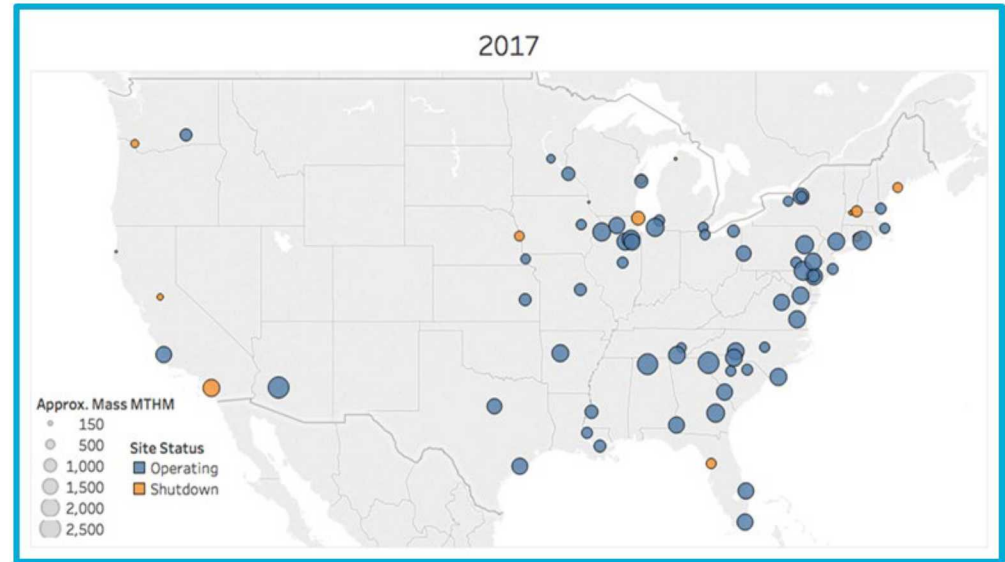 2017
Approx. Mass MTHM
150
500
1,000
1,500
2,000
2,500
Site Status
Operating
Shutdown